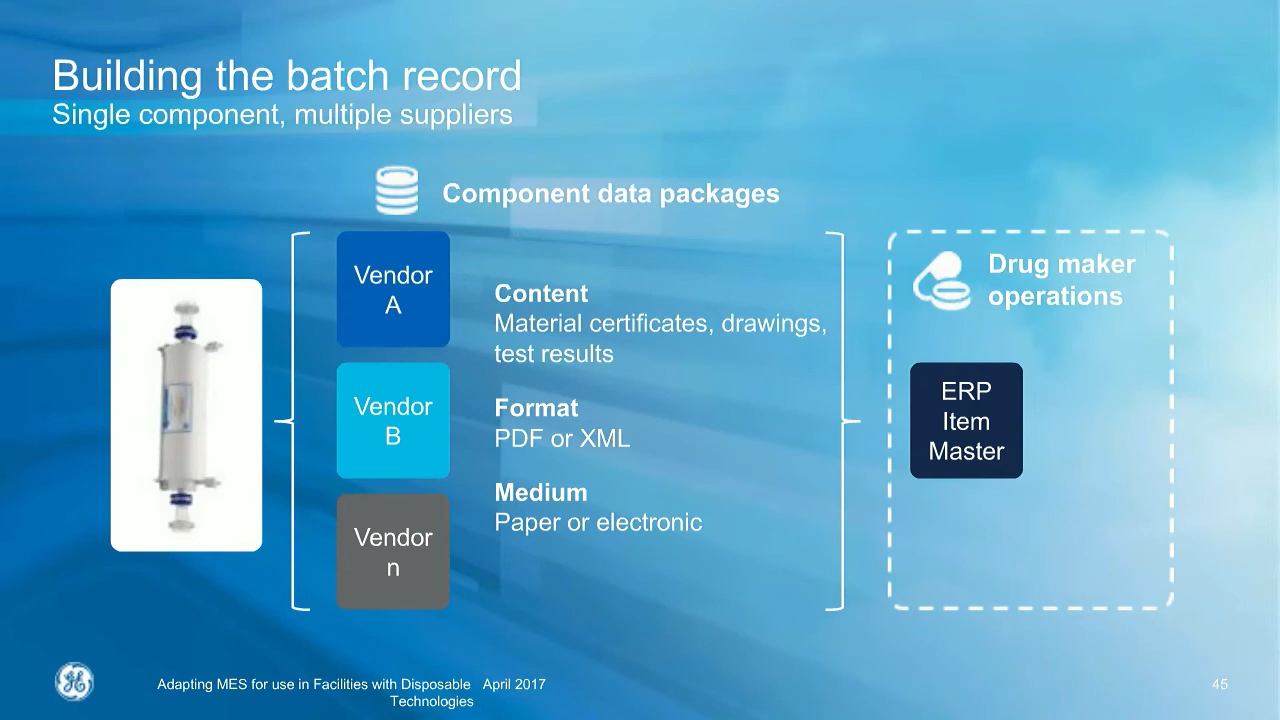 Building the batch record
Single component, multiple suppliers
Component data packages
Vendor
A
Vendor
B
Vendor
n
Content
Material certificates, drawings,
test results
Format
PDF or XML
Medium
Paper or electronic
Drug maker
operations
ERP
Item
Master
Adapting MES for use in Facilities with Disposable
Technologies
April 2017
45